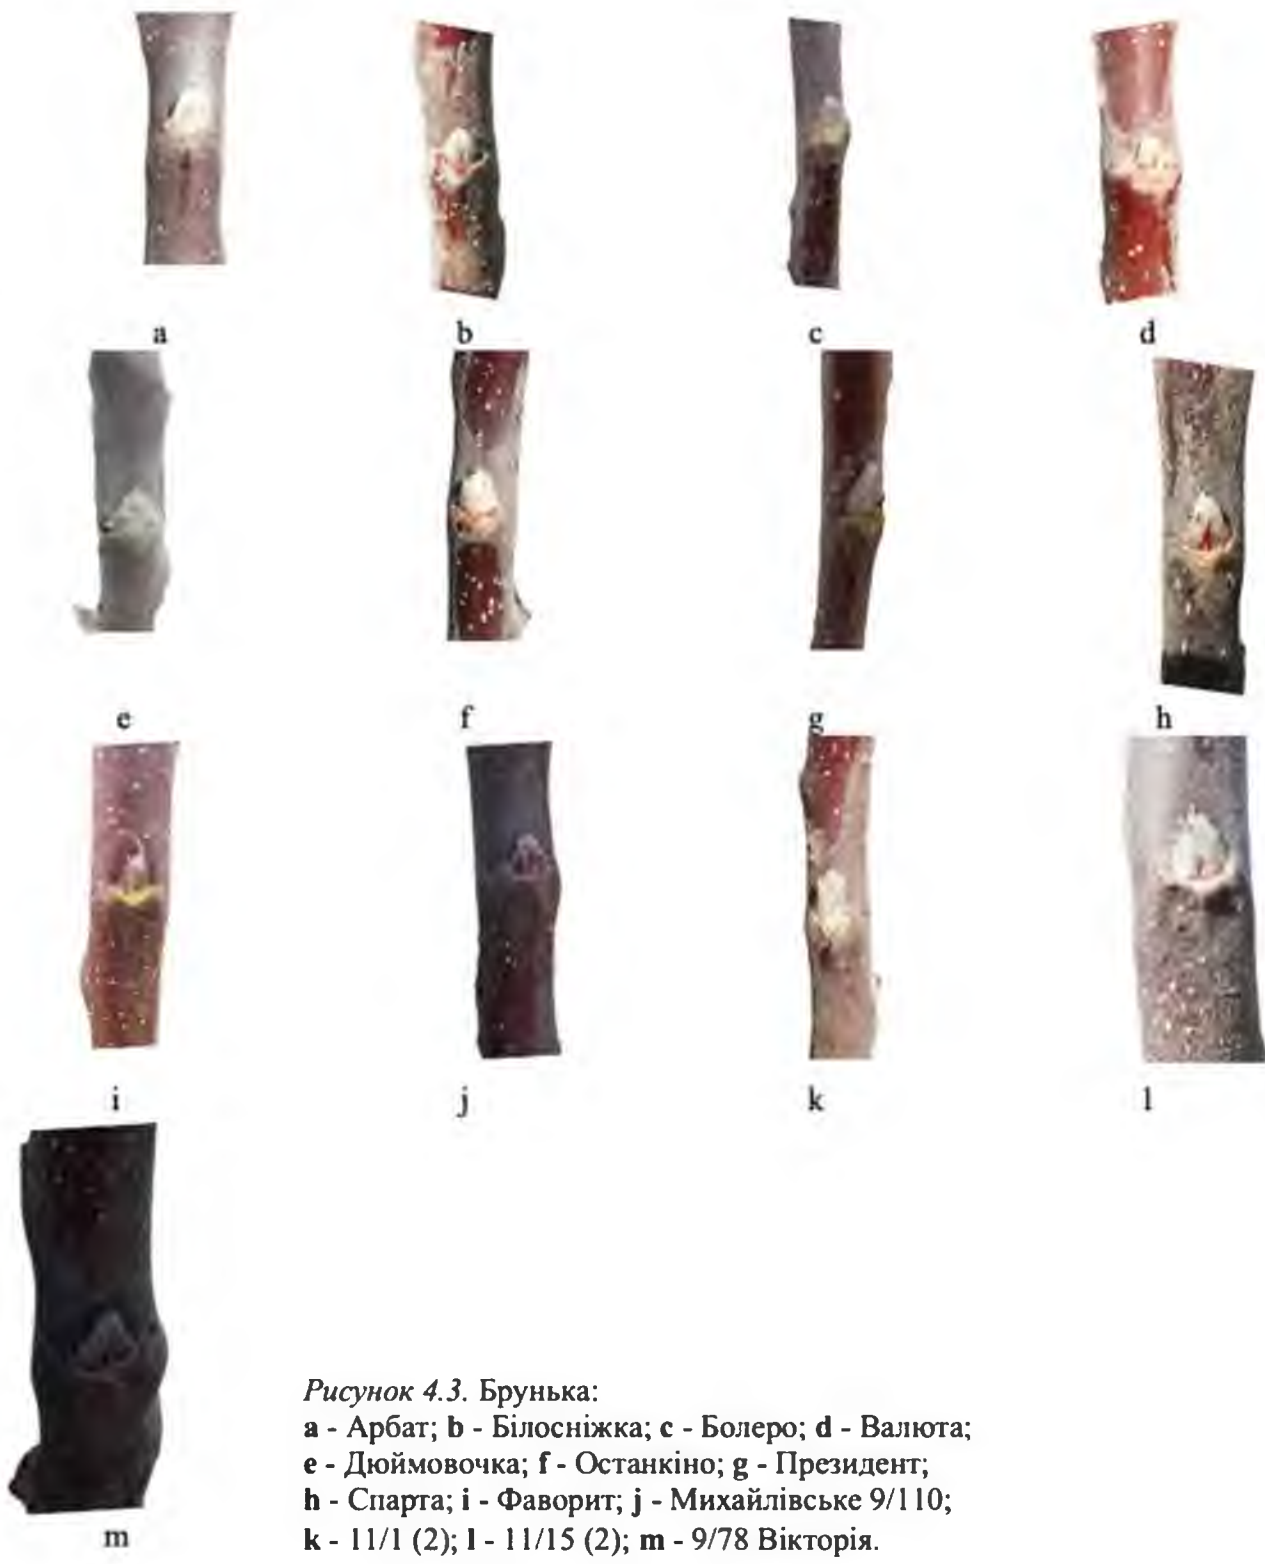 a b c d
e f g h
i j k l
m
Рисунок 4.3. Брунька:
a - Арбат; b - Білосніжка; c - Болеро; d - Валюта;
e - Дюймовочка; f - Останкіно; g - Президент;
h - Спарта; i - Фаворит; j - Михайлівське 9/110;
k - 11/1 (2); l - 11/15 (2); m - 9/78 Вікторія.